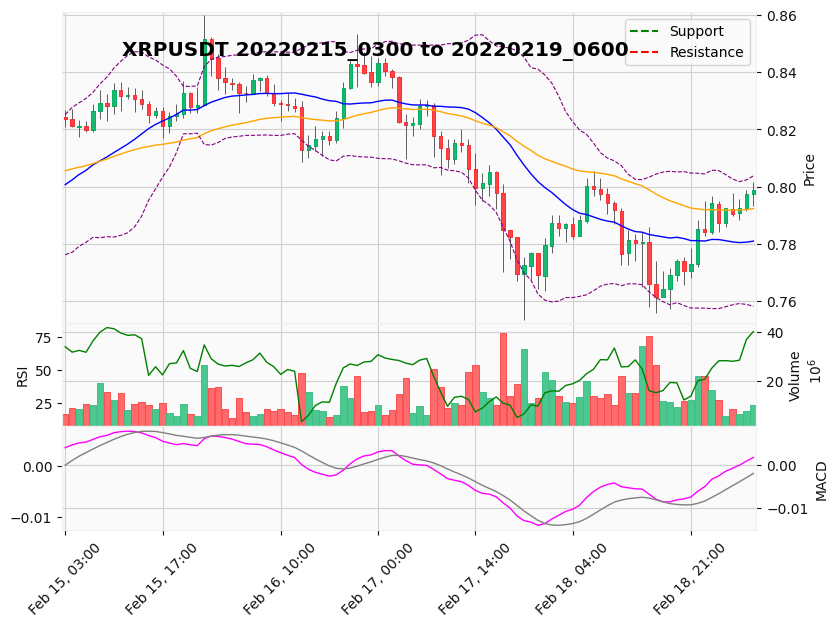 XRPUSDT 20220215_0300 to 20220219_0600
Support
Resistance
0.86
0.84
0.82
0.80
0.78
0.76
Price
75
50
25
RSI
40
20
Volume
10^6
0.00
−0.01
0.00
−0.01
MACD
Feb 15, 03:00
Feb 15, 17:00
Feb 16, 10:00
Feb 17, 00:00
Feb 17, 14:00
Feb 18, 04:00
Feb 18, 21:00